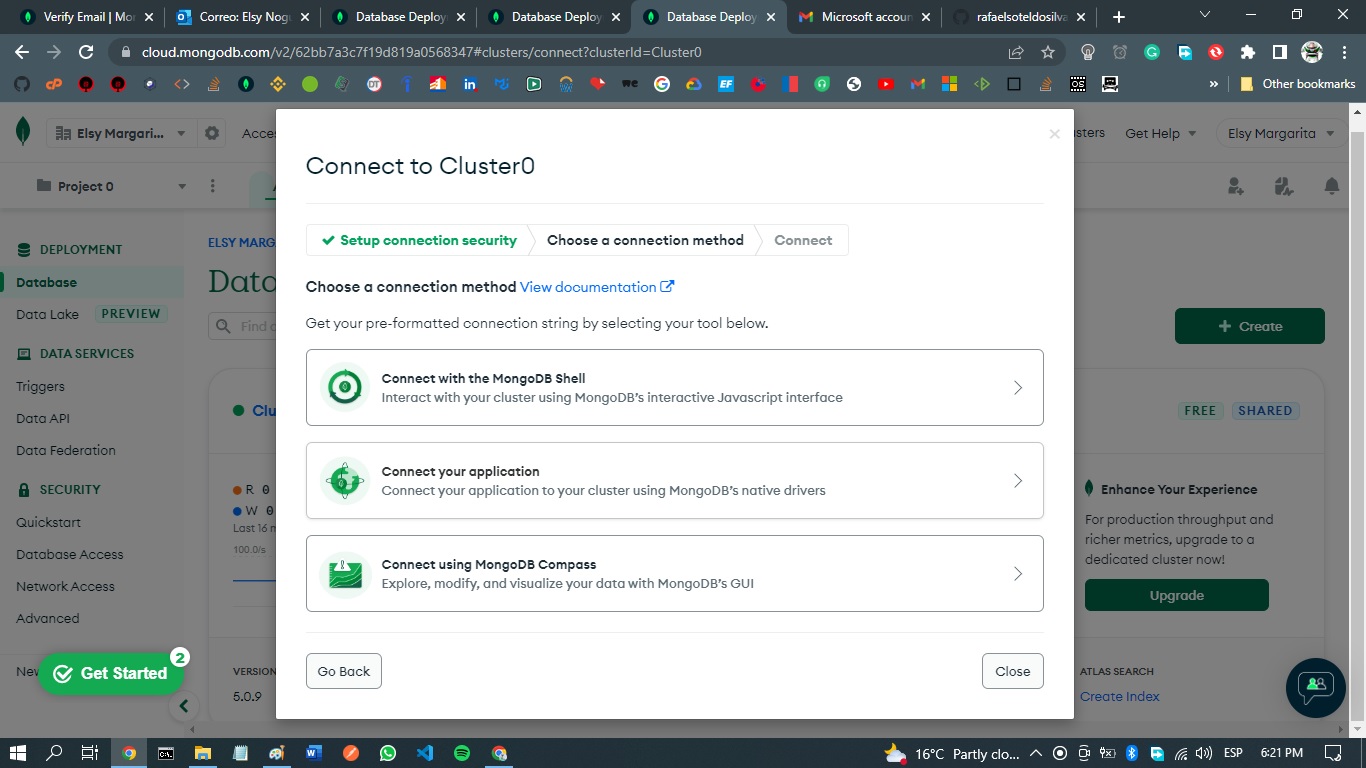 Verify Email | Mon
Correo: Elsy Nogu
Database Deploy
Database Deploy
Database Deploy
Microsoft accoun
rafaelsoteldosilva
cloud.mongodb.com/v2/62bb7a3c7f19d819a0568347#clusters/connect?clusterId=Cluster0
Other bookmarks
Elsy Margari...
Acces
sters
Get Help
Elsy Margarita
Project 0
DEPLOYMENT
Database
Data Lake
PREVIEW
DATA SERVICES
Triggers
Data API
Data Federation
SECURITY
Quickstart
Database Access
Network Access
Advanced
New
Get Started
2
ELSY MARGA
Data
Find
Clu
R 0
W 0
Last 16 m
100.0/s
VERSION
5.0.9
Connect to Cluster0
Setup connection security
Choose a connection method
Connect
Choose a connection method View documentation
Get your pre-formatted connection string by selecting your tool below.
Connect with the MongoDB Shell
Interact with your cluster using MongoDB's interactive Javascript interface
Connect your application
Connect your application to your cluster using MongoDB's native drivers
Connect using MongoDB Compass
Explore, modify, and visualize your data with MongoDB's GUI
Go Back
Close
+ Create
FREE
SHARED
Enhance Your Experience
For production throughput and
richer metrics, upgrade to a
dedicated cluster now!
Upgrade
ATLAS SEARCH
Create Index
16°C Partly clo...
ESP
6:21 PM